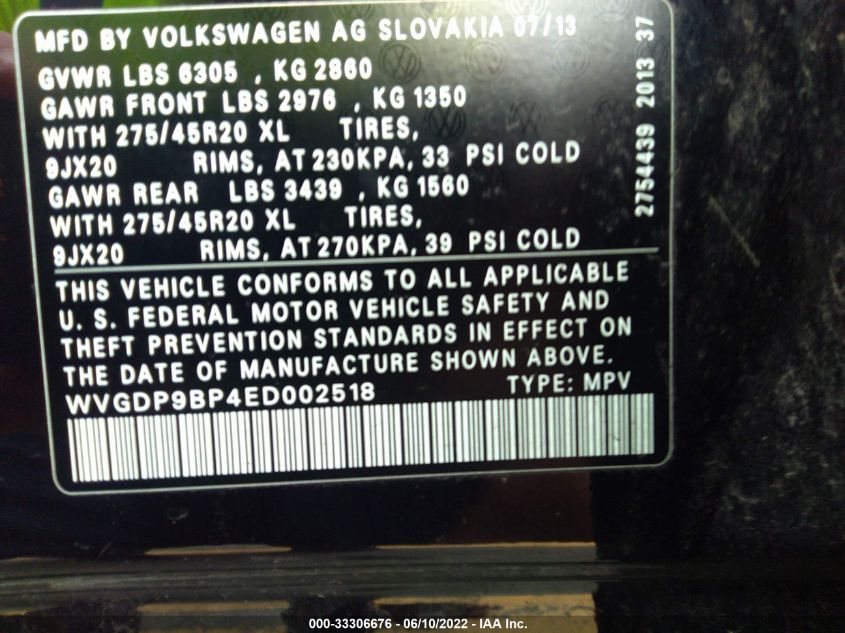 MFD BY VOLKSWAGEN AG SLOVAKIA 07/13
GVWR LBS 6305 , KG 2860
GAWR FRONT LBS 2976 , KG 1350
WITH 275/45R20 XL TIRES,
9JX20 RIMS, AT 230KPA, 33 PSI COLD
GAWR REAR LBS 3439 , KG 1560
WITH 275/45R20 XL TIRES,
9JX20 RIMS, AT 270KPA, 39 PSI COLD
2754439 2013 37
THIS VEHICLE CONFORMS TO ALL APPLICABLE
U. S. FEDERAL MOTOR VEHICLE SAFETY AND
THEFT PREVENTION STANDARDS IN EFFECT ON
THE DATE OF MANUFACTURE SHOWN ABOVE.
WVGDP9BP4ED002518 TYPE: MPV
000-33306676 - 06/10/2022 - IAA Inc.